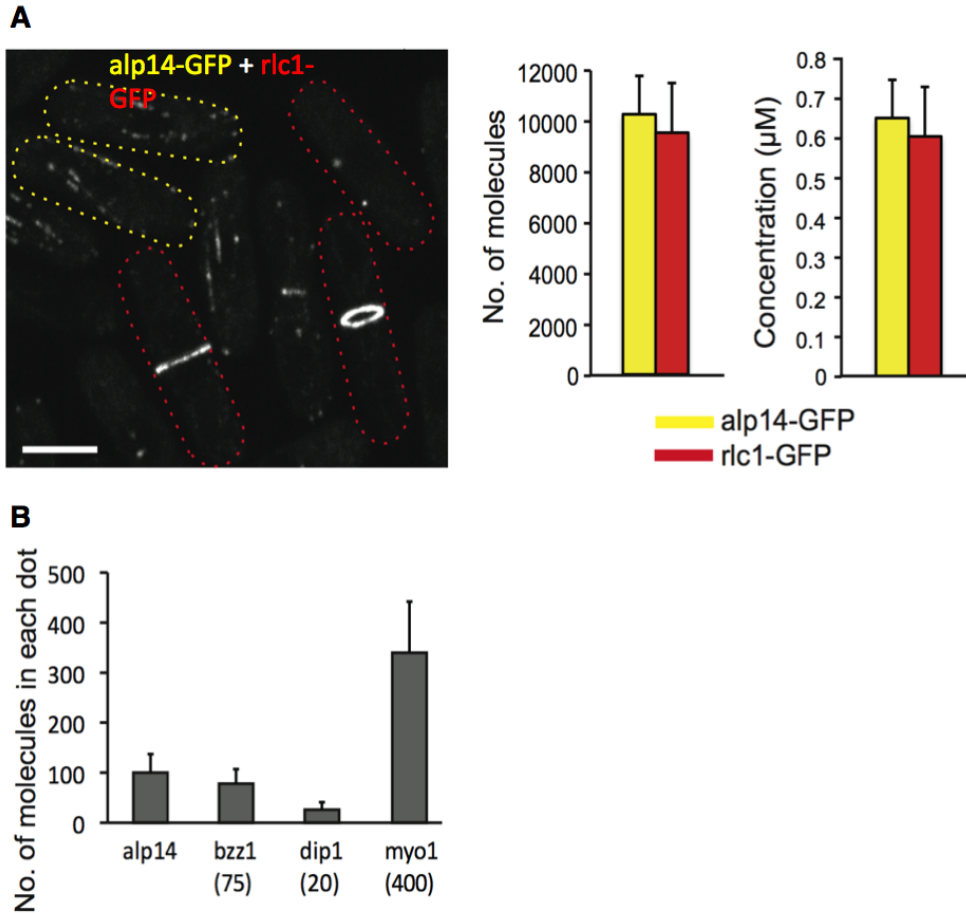 A
alp14-GFP + rlc1-
GFP
No. of molecules
12000
10000
8000
6000
4000
2000
0
Concentration (µM)
0.8
0.7
0.6
0.5
0.4
0.3
0.2
0.1
0
alp14-GFP
rlc1-GFP
B
No. of molecules in each dot
500
400
300
200
100
0
alp14 bzz1 dip1 myo1
(75) (20) (400)